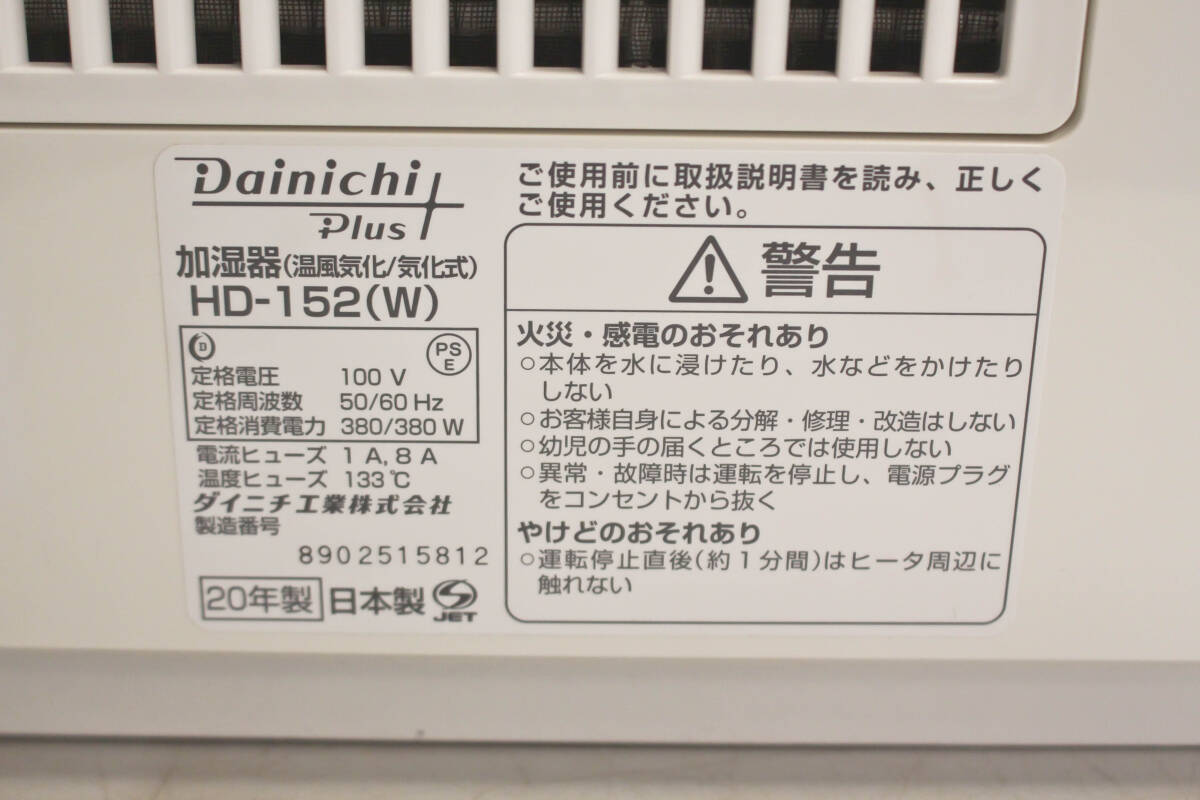 Dainichi
Plus
加湿器(温風気化/気化式)
HD-152(W)
D
PS
E
定格電圧 100 V
定格周波数 50/60 Hz
定格消費電力 380/380 W
電流ヒューズ 1 A, 8 A
温度ヒューズ 133℃
ダイニチ工業株式会社
製造番号
8902515812
20年製 日本製 JET
ご使用前に取扱説明書を読み、正しく
ご使用ください。
警告
火災・感電のおそれあり
○本体を水に浸けたり、水などをかけたり
しない
○お客様自身による分解・修理・改造はしない
○幼児の手の届くところでは使用しない
○異常・故障時は運転を停止し、電源プラグ
をコンセントから抜く
やけどのおそれあり
○運転停止直後(約1分間)はヒータ周辺に
触れない